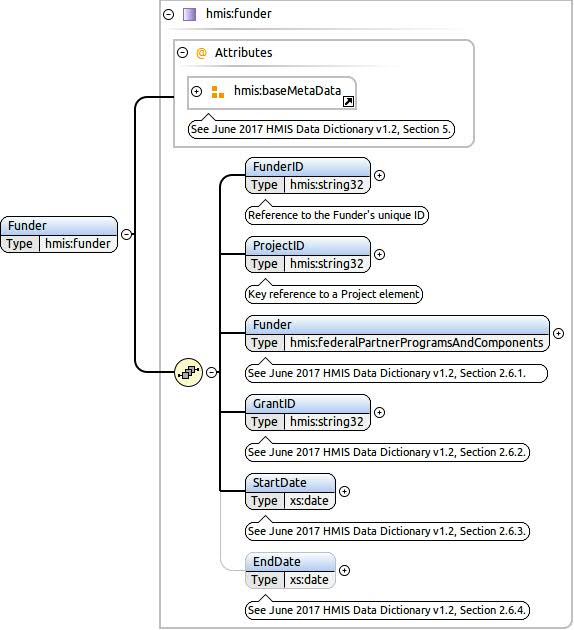 hmis:funder
@ Attributes
hmis:baseMetaData
See June 2017 HMIS Data Dictionary v1.2, Section 5.
FunderID
Type hmis:string32
Reference to the Funder's unique ID
Funder
Type hmis:funder
ProjectID
Type hmis:string32
Key reference to a Project element
Funder
Type hmis:federalPartnerProgramsAndComponents
See June 2017 HMIS Data Dictionary v1.2, Section 2.6.1.
GrantID
Type hmis:string32
See June 2017 HMIS Data Dictionary v1.2, Section 2.6.2.
StartDate
Type xs:date
See June 2017 HMIS Data Dictionary v1.2, Section 2.6.3.
EndDate
Type xs:date
See June 2017 HMIS Data Dictionary v1.2, Section 2.6.4.